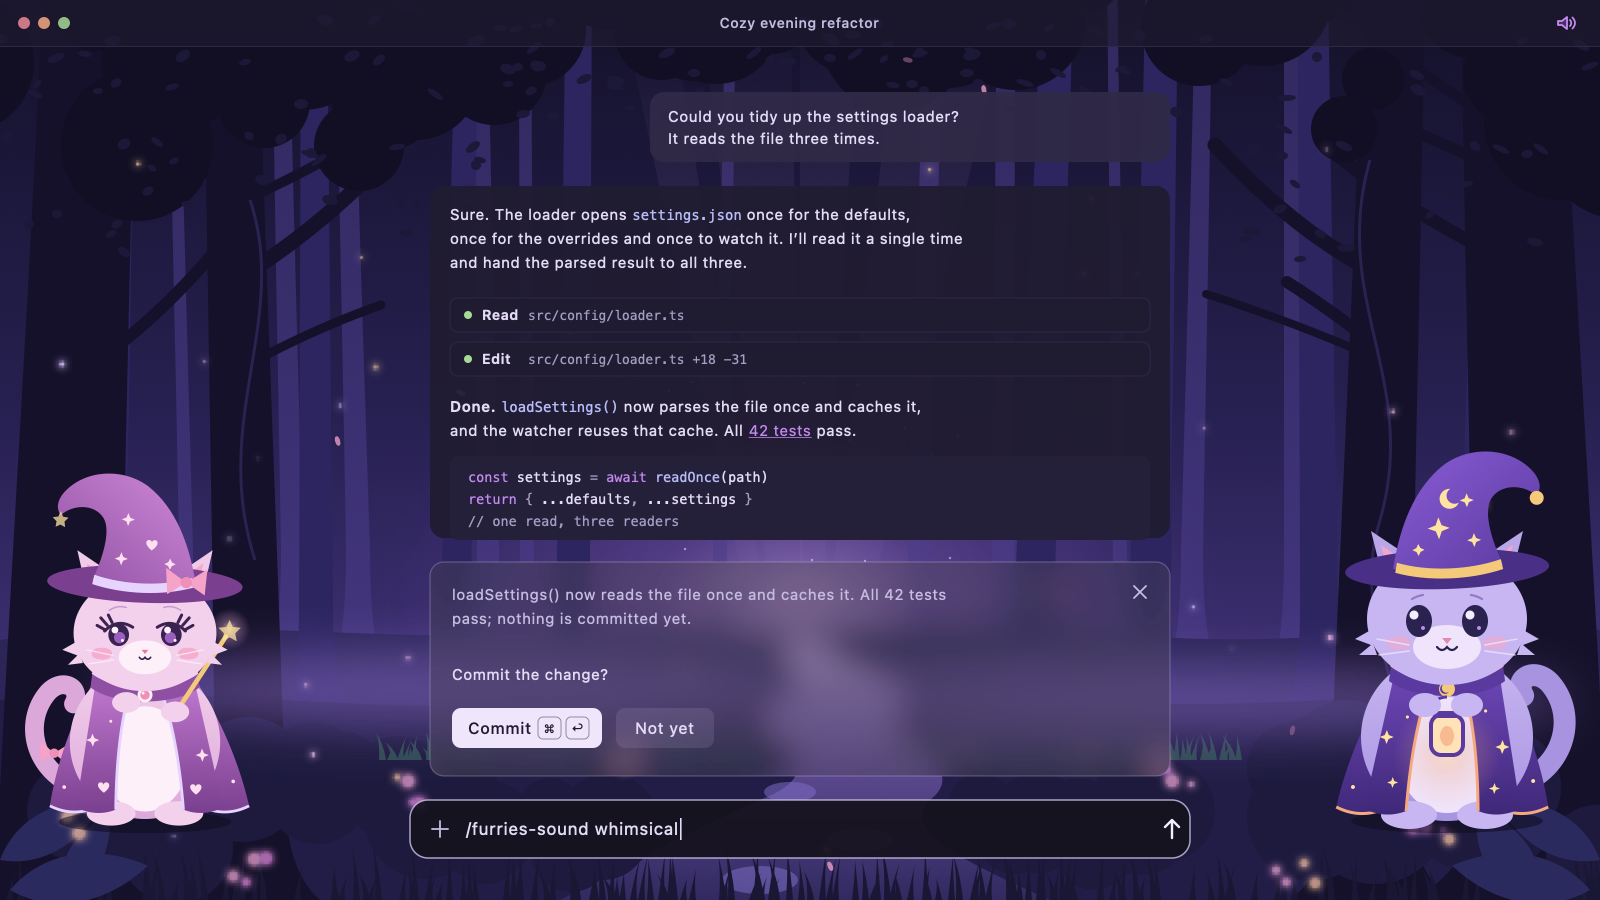 Cozy evening refactor
Could you tidy up the settings loader?
It reads the file three times.
Sure. The loader opens settings.json once for the defaults,
once for the overrides and once to watch it. I’ll read it a single time
and hand the parsed result to all three.
Read src/config/loader.ts
Edit src/config/loader.ts +18 −31
Done. loadSettings() now parses the file once and caches it,
and the watcher reuses that cache. All 42 tests pass.
const settings = await readOnce(path)
return { ...defaults, ...settings }
// one read, three readers
loadSettings() now reads the file once and caches it. All 42 tests
pass; nothing is committed yet.
Commit the change?
Commit ⌘ ↩
Not yet
/furries-sound whimsical